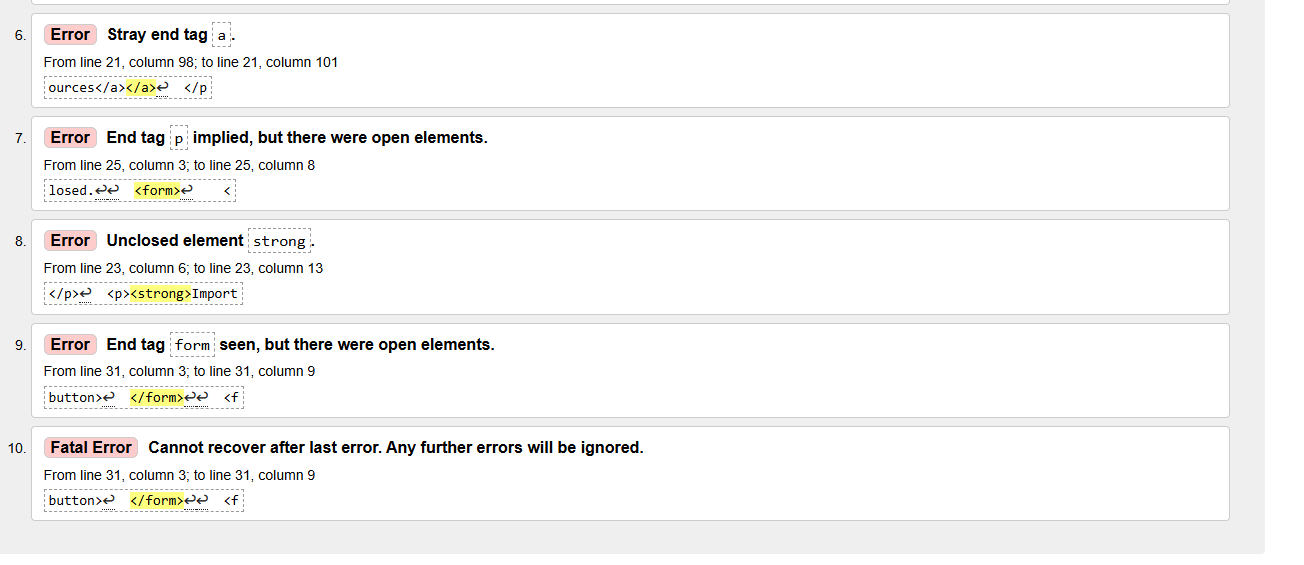 6. Error Stray end tag a.
From line 21, column 98; to line 21, column 101
ources</a></a>↩  </p
7. Error End tag p implied, but there were open elements.
From line 25, column 3; to line 25, column 8
losed.↩↩  <form>↩    <
8. Error Unclosed element strong.
From line 23, column 6; to line 23, column 13
</p>↩  <p><strong>Import
9. Error End tag form seen, but there were open elements.
From line 31, column 3; to line 31, column 9
button>↩  </form>↩↩  <f
10. Fatal Error Cannot recover after last error. Any further errors will be ignored.
From line 31, column 3; to line 31, column 9
button>↩  </form>↩↩  <f